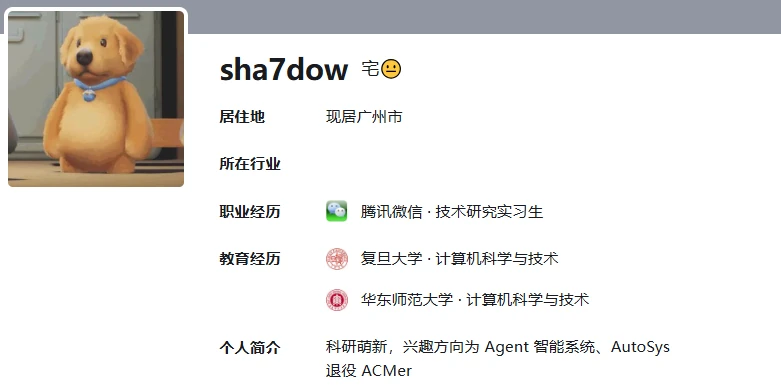 sha7dow 宅😐
居住地 现居广州市
所在行业
职业经历 腾讯微信 · 技术研究实习生
教育经历 复旦大学 · 计算机科学与技术
华东师范大学 · 计算机科学与技术
个人简介 科研萌新，兴趣方向为 Agent 智能系统、AutoSys
退役 ACMer